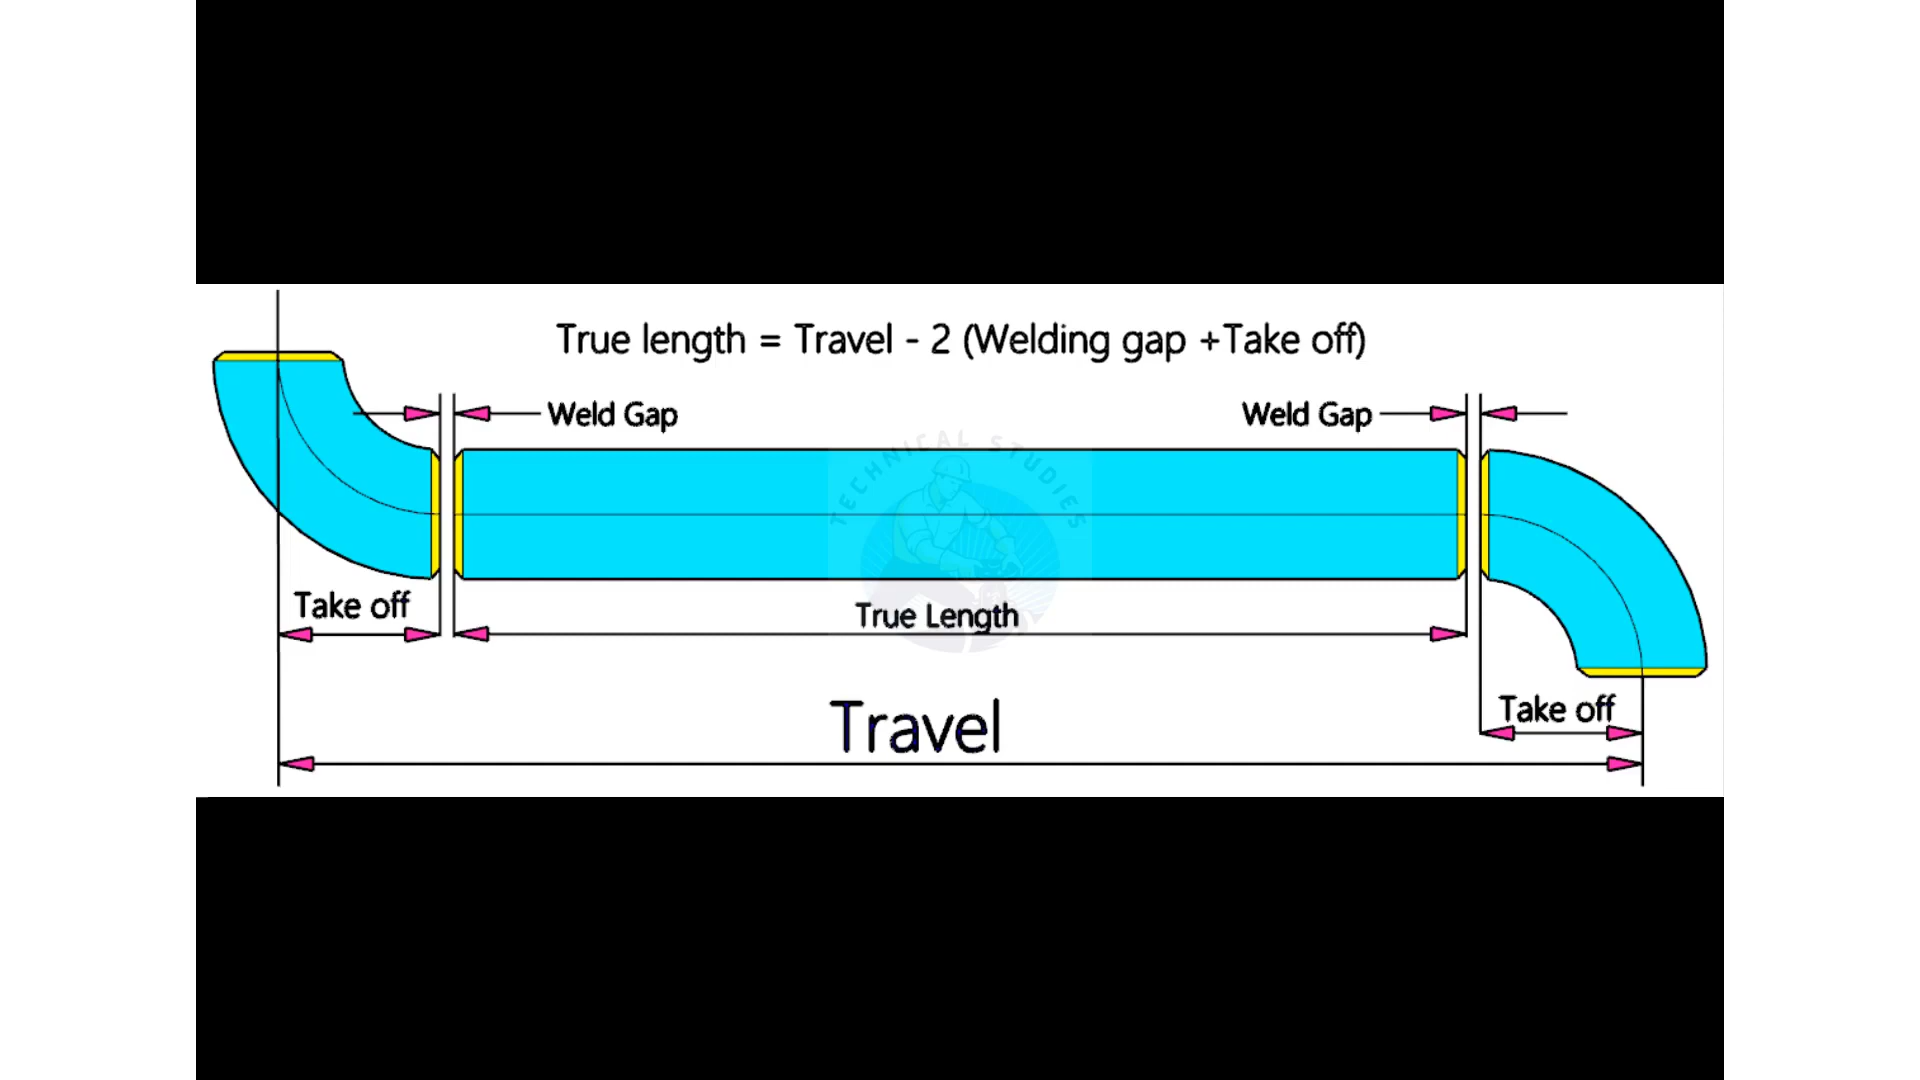 True length = Travel - 2 (Welding gap +Take off)
Weld Gap
Weld Gap
TECHNICAL STUDIES
Take off
True Length
Take off
Travel